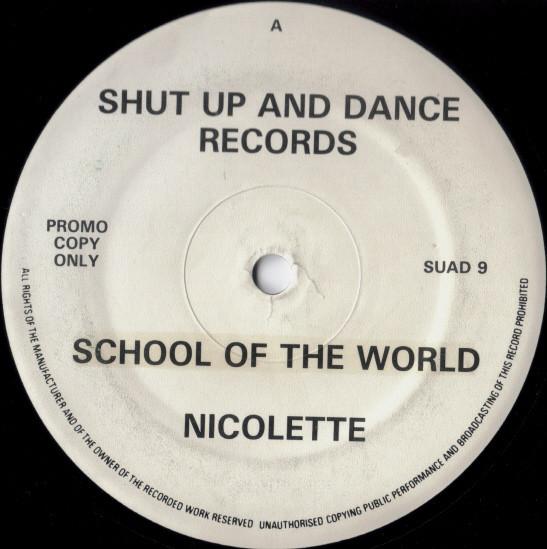 A
SHUT UP AND DANCE
RECORDS
PROMO
COPY
ONLY
SUAD 9
SCHOOL OF THE WORLD
NICOLETTE
ALL RIGHTS OF THE MANUFACTURER AND OF THE OWNER OF THE RECORDED WORK RESERVED UNAUTHORISED COPYING PUBLIC PERFORMANCE AND BROADCASTING OF THIS RECORD PROHIBITED